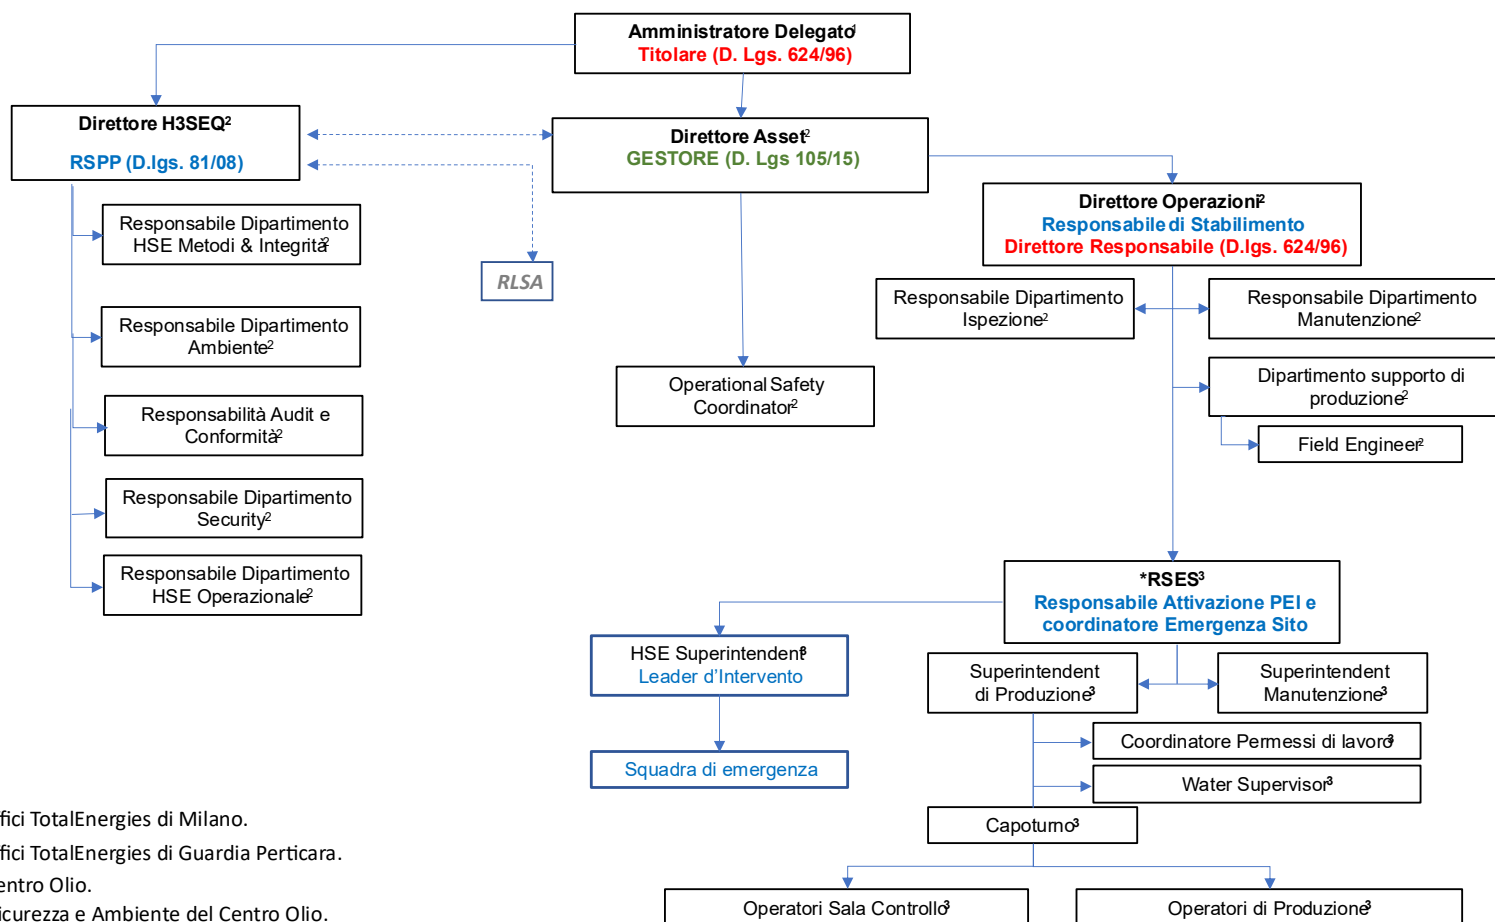 Amministratore Delegato¹
Titolare (D. Lgs. 624/96)
Direttore H3SEQ²
RSPP (D.lgs. 81/08)
Direttore Asset²
GESTORE (D. Lgs 105/15)
Direttore Operazioni²
Responsabile di Stabilimento
Direttore Responsabile (D.lgs. 624/96)
Responsabile Dipartimento
HSE Metodi & Integrità²
RLSA
Responsabile Dipartimento
Ispezione²
Responsabile Dipartimento
Manutenzione²
Responsabile Dipartimento
Ambiente²
Operational Safety
Coordinator²
Dipartimento supporto di
produzione²
Field Engineer²
Responsabilità Audit e
Conformità²
Responsabile Dipartimento
Security²
Responsabile Dipartimento
HSE Operazionale²
*RSES³
Responsabile Attivazione PEI e
coordinatore Emergenza Sito
HSE Superintendent³
Leader d'Intervento
Superintendent
di Produzione³
Superintendent
Manutenzione³
Squadra di emergenza
Coordinatore Permessi di lavoro³
Water Supervisor³
Capoturno³
Operatori Sala Controllo³
Operatori di Produzione³
ffici TotalEnergies di Milano.
ffici TotalEnergies di Guardia Perticara.
entro Olio.
icurezza e Ambiente del Centro Olio.